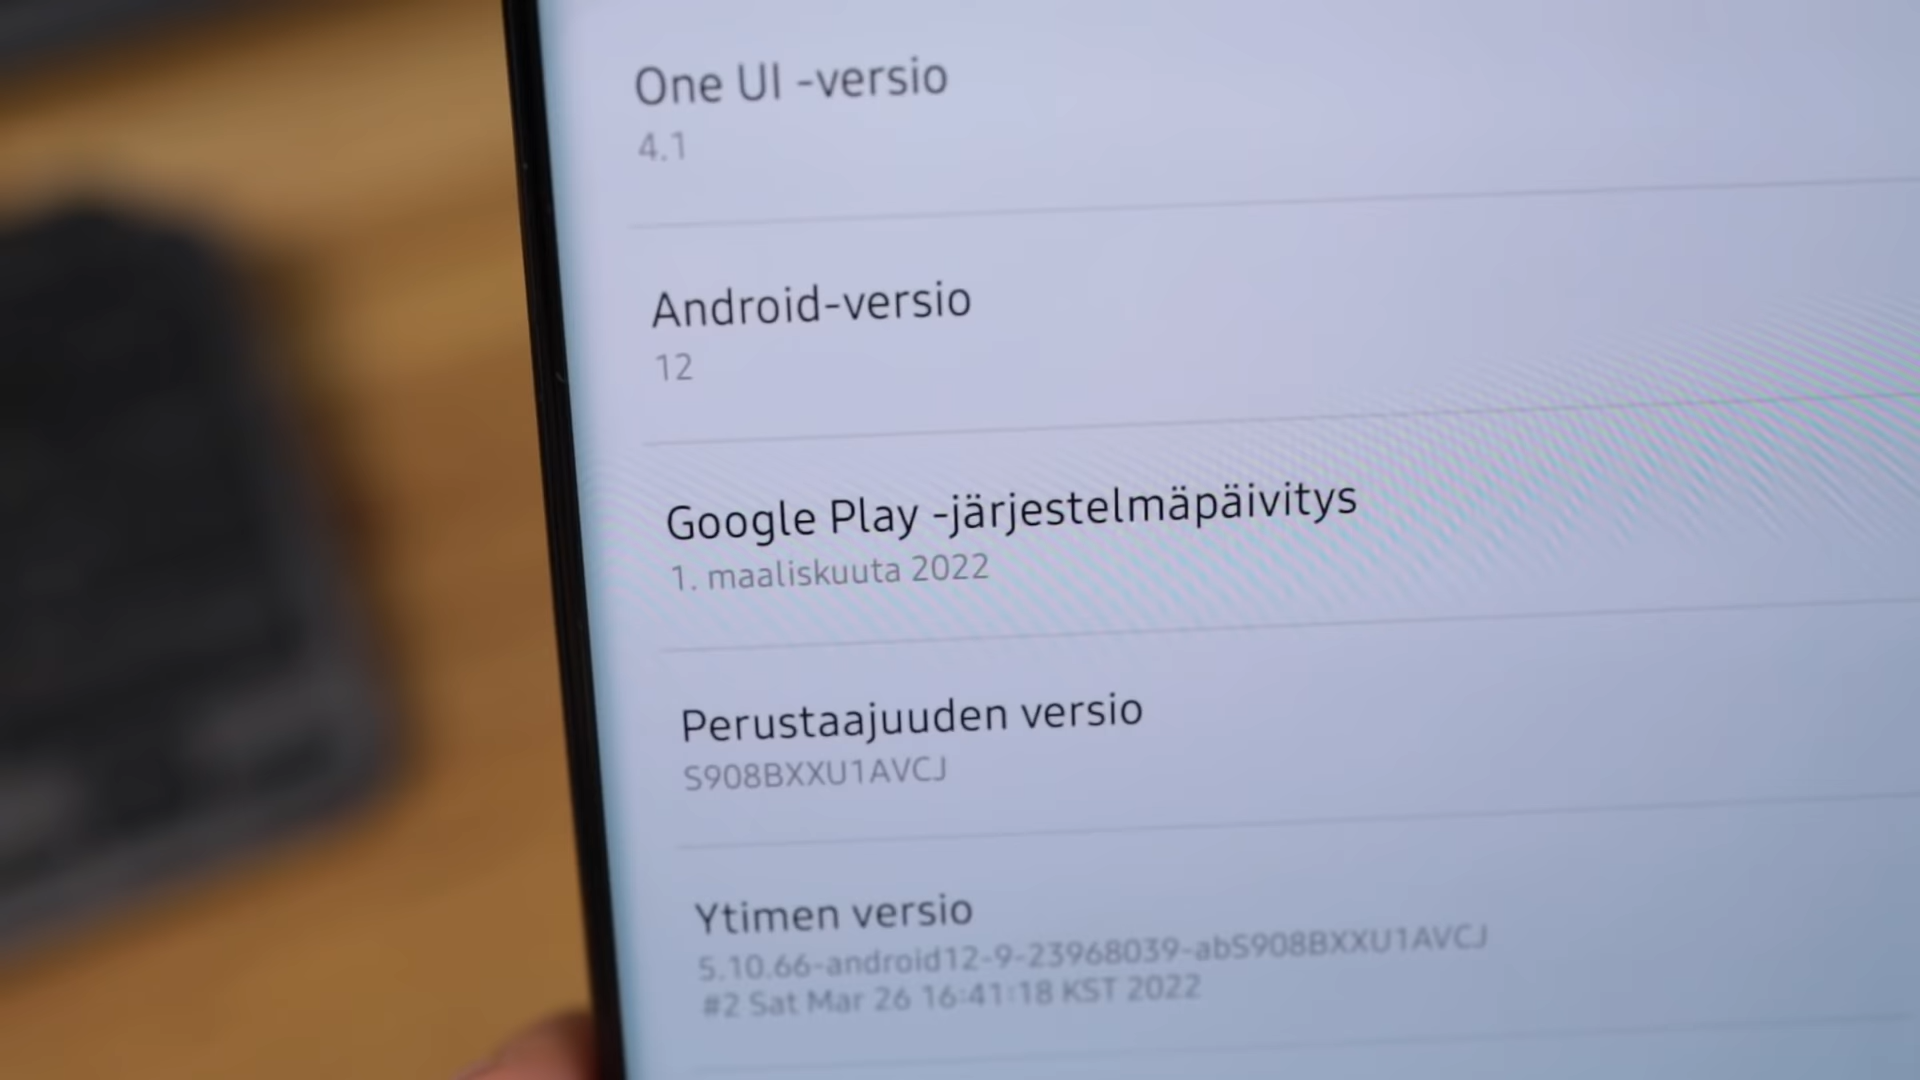 One UI -versio
4.1
Android-versio
12
Google Play -järjestelmäpäivitys
1. maaliskuuta 2022
Perustaajuuden versio
S908BXXU1AVCJ
Ytimen versio
5.10.66-android12-9-23968039-abS908BXXU1AVCJ
#2 Sat Mar 26 16:41:18 KST 2022